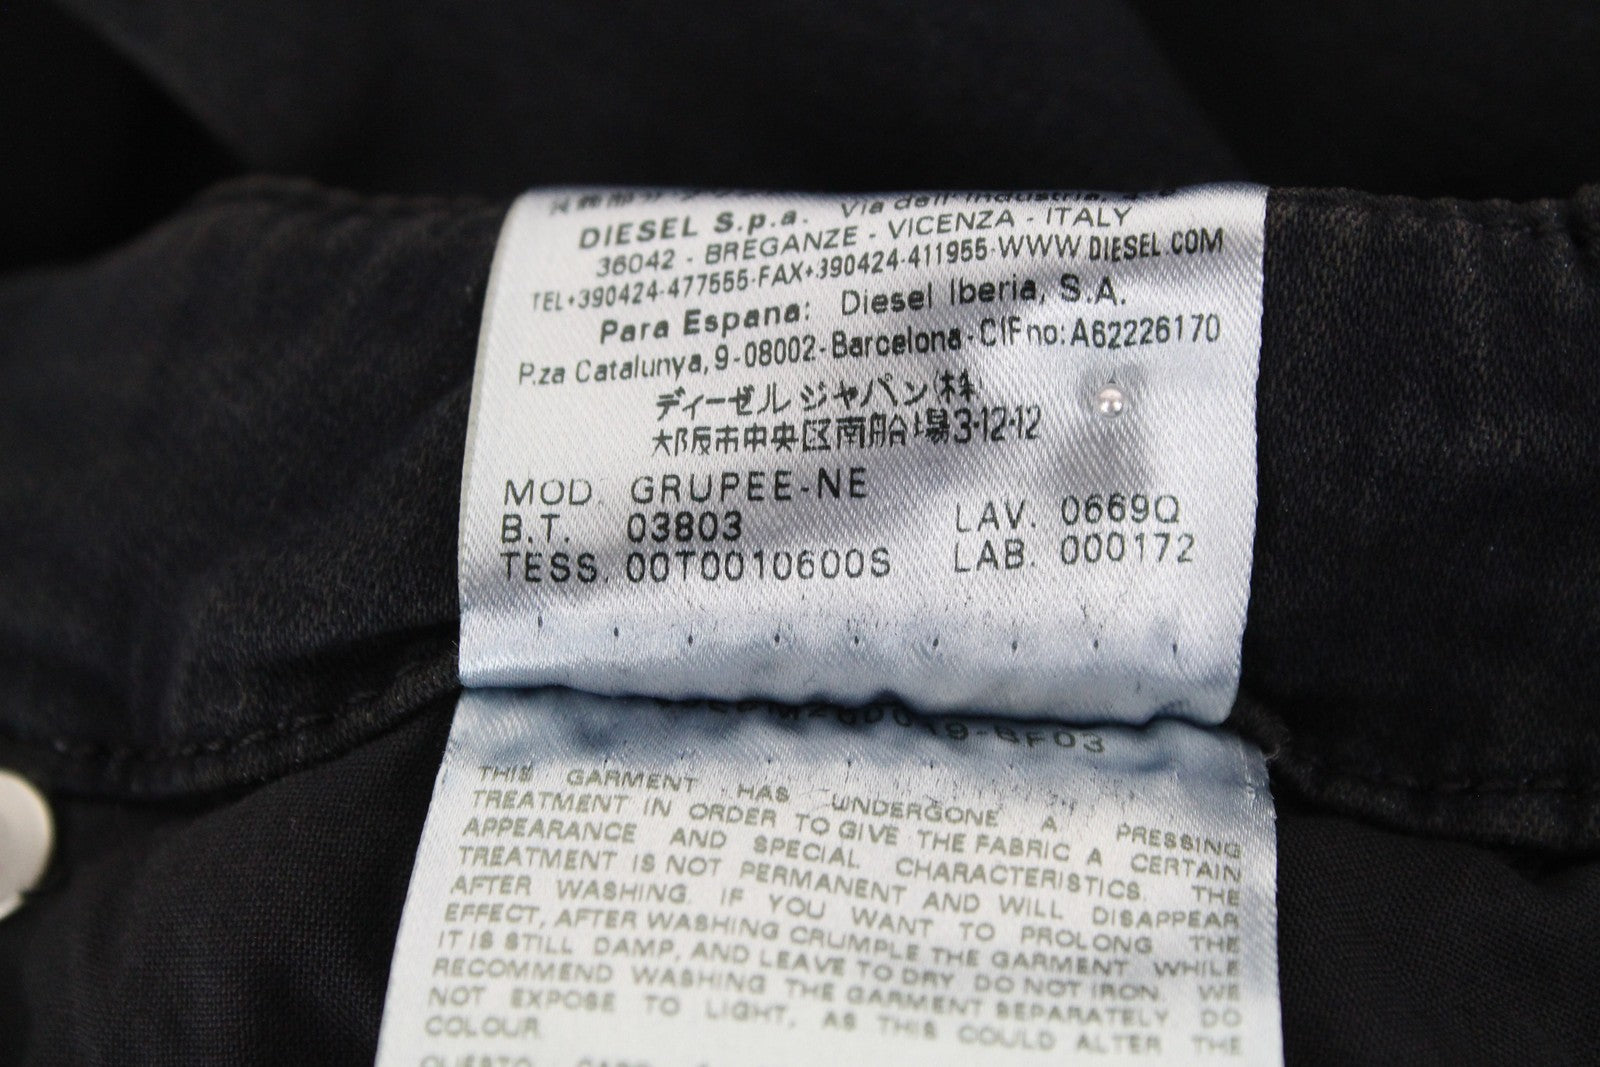 DIESEL S.p.a. Via dell'Industria, 4-6
36042 - BREGANZE - VICENZA - ITALY
TEL+390424-477555-FAX+390424-411955-WWW DIESEL.COM
Para Espana: Diesel Iberia, S.A.
P.za Catalunya, 9-08002-Barcelona-CIF no: A62226170
ディーゼル ジャパン(株)
大阪市中央区南船場3-12-12
MOD. GRUPEE-NE
B.T. 03803 LAV. 0669Q
TESS. 00T0010600S LAB. 000172
THIS GARMENT HAS UNDERGONE A PRESSING
TREATMENT IN ORDER TO GIVE THE FABRIC A CERTAIN
APPEARANCE AND SPECIAL CHARACTERISTICS. THE
TREATMENT IS NOT PERMANENT AND WILL DISAPPEAR
AFTER WASHING. IF YOU WANT TO PROLONG THE
EFFECT, AFTER WASHING CRUMPLE THE GARMENT WHILE
IT IS STILL DAMP, AND LEAVE TO DRY DO NOT IRON. WE
RECOMMEND WASHING THE GARMENT SEPARATELY DO
NOT EXPOSE TO LIGHT, AS THIS COULD ALTER THE
COLOUR